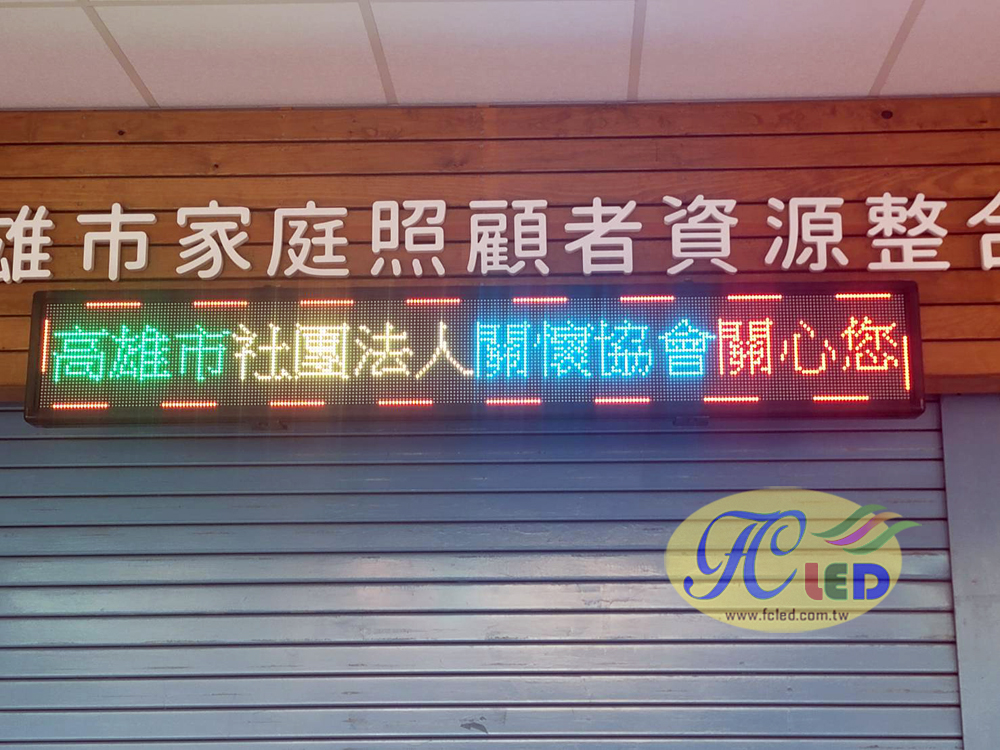 雄市家庭照顧者資源整合
高雄市社團法人關懷協會關心您
FC LED
www.fcled.com.tw